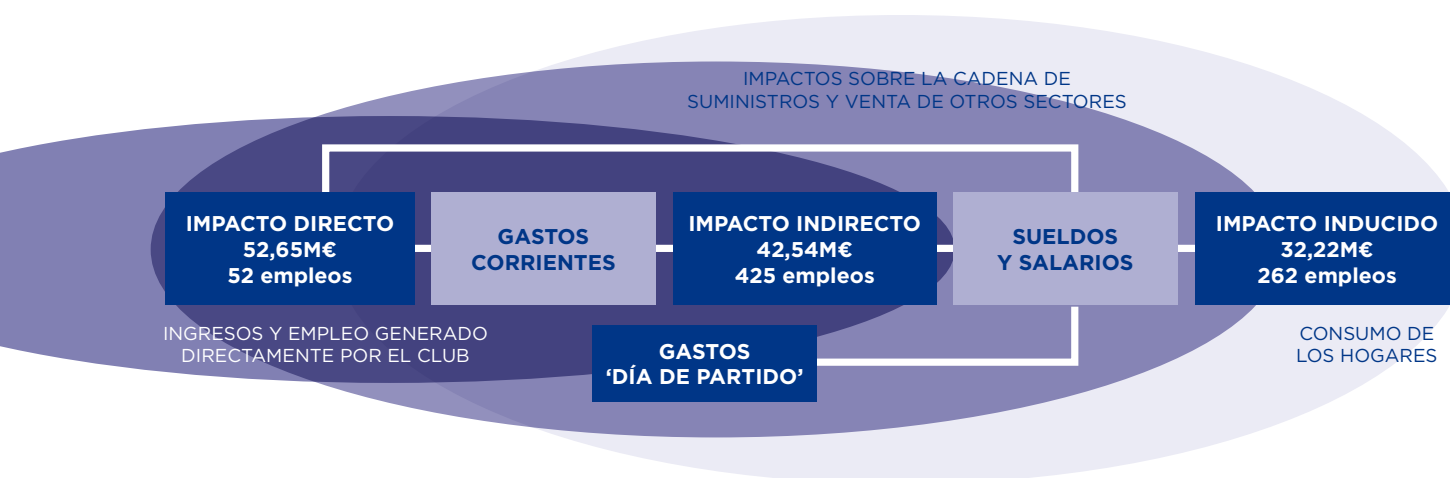 IMPACTOS SOBRE LA CADENA DE
SUMINISTROS Y VENTA DE OTROS SECTORES
IMPACTO DIRECTO
52,65M€
52 empleos
GASTOS
CORRIENTES
IMPACTO INDIRECTO
42,54M€
425 empleos
SUELDOS
Y SALARIOS
IMPACTO INDUCIDO
32,22M€
262 empleos
INGRESOS Y EMPLEO GENERADO
DIRECTAMENTE POR EL CLUB
GASTOS
‘DÍA DE PARTIDO’
CONSUMO DE
LOS HOGARES